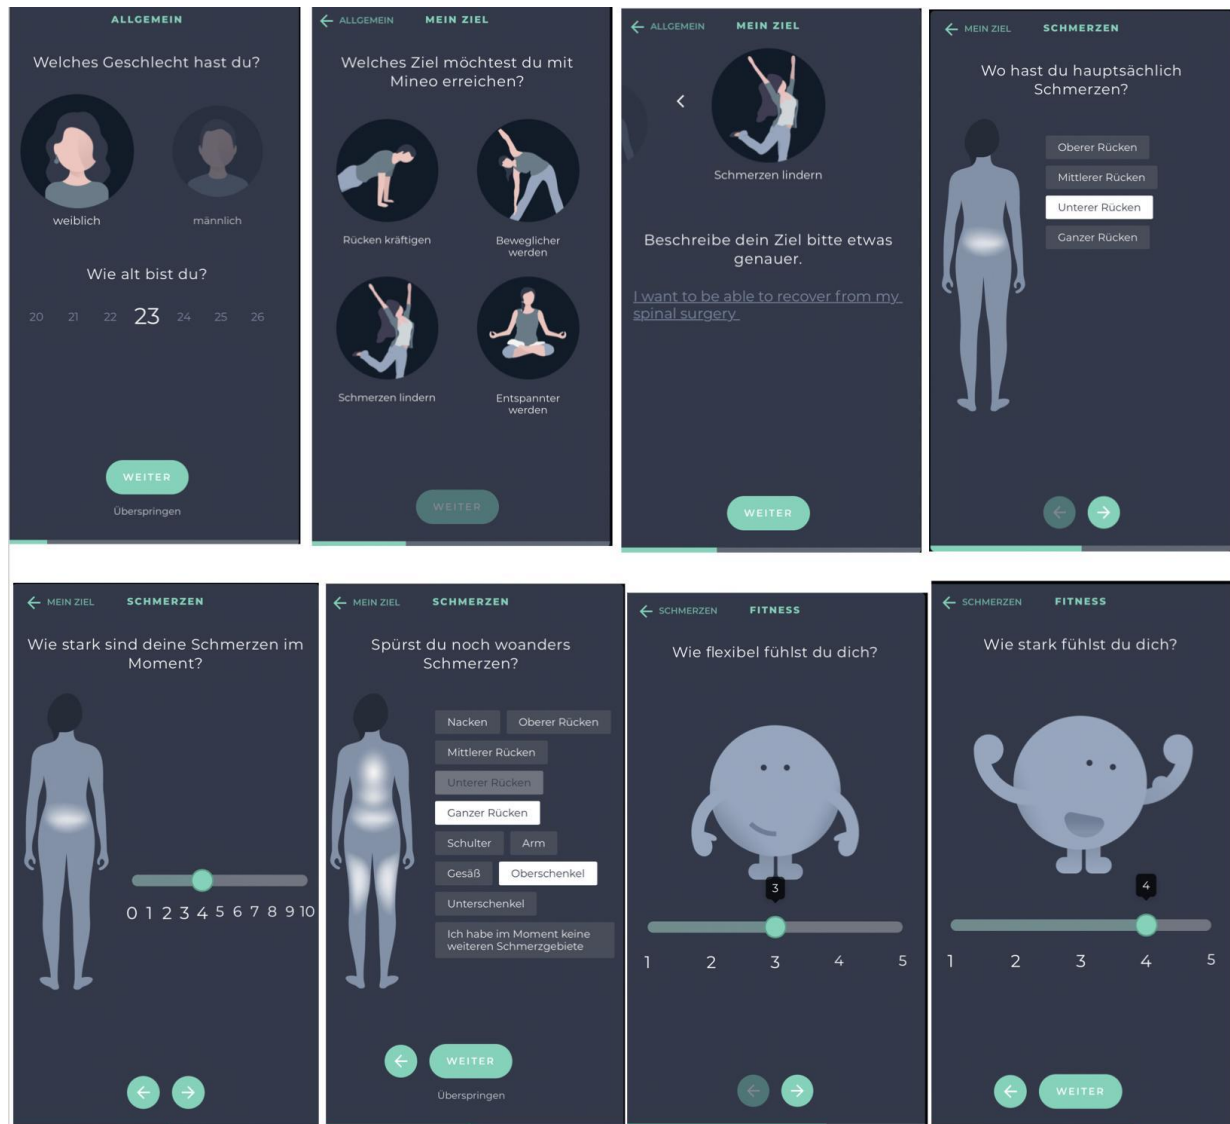 ALLGEMEIN
Welches Geschlecht hast du?
weiblich
männlich
Wie alt bist du?
20 21 22 23 24 25 26
WEITER
Überspringen
ALLGEMEIN MEIN ZIEL
Welches Ziel möchtest du mit
Mineo erreichen?
Rücken kräftigen
Beweglicher
werden
Schmerzen lindern
Entspannter
werden
WEITER
ALLGEMEIN MEIN ZIEL
Schmerzen lindern
Beschreibe dein Ziel bitte etwas
genauer.
I want to be able to recover from my
spinal surgery
WEITER
MEIN ZIEL SCHMERZEN
Wo hast du hauptsächlich
Schmerzen?
Oberer Rücken
Mittlerer Rücken
Unterer Rücken
Ganzer Rücken
MEIN ZIEL SCHMERZEN
Wie stark sind deine Schmerzen im
Moment?
0 1 2 3 4 5 6 7 8 9 10
MEIN ZIEL SCHMERZEN
Spürst du noch woanders
Schmerzen?
Nacken Oberer Rücken
Mittlerer Rücken
Unterer Rücken
Ganzer Rücken
Schulter Arm
Gesäß Oberschenkel
Unterschenkel
Ich habe im Moment keine
weiteren Schmerzgebiete
WEITER
Überspringen
SCHMERZEN FITNESS
Wie flexibel fühlst du dich?
3
1 2 3 4 5
SCHMERZEN FITNESS
Wie stark fühlst du dich?
4
1 2 3 4 5
WEITER